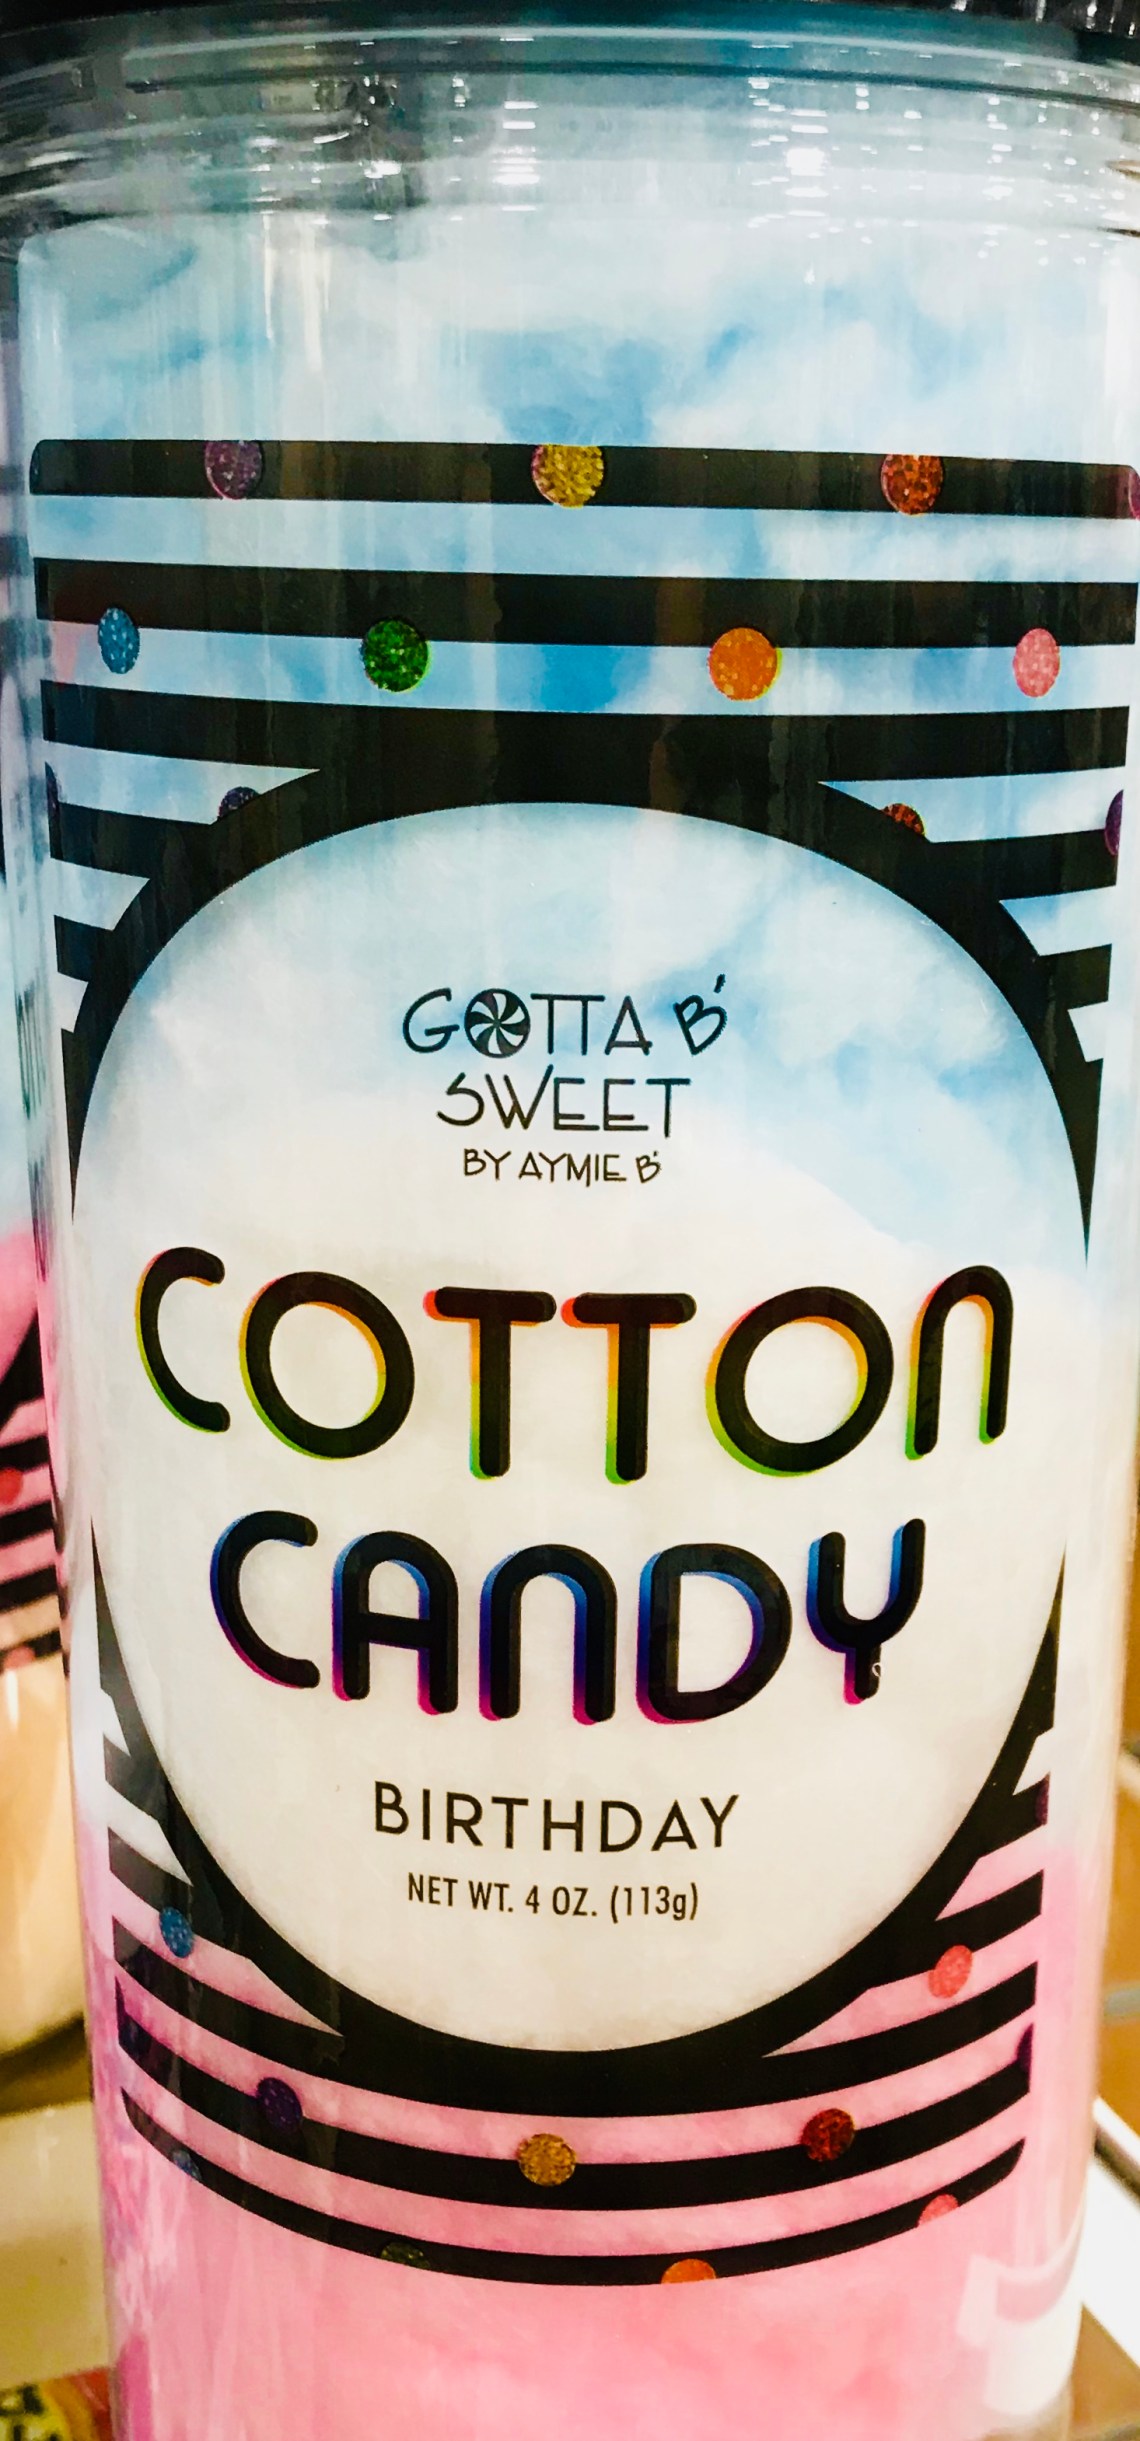 GOTTA B'
SWEET
BY AYMIE B'
COTTON
CANDY
BIRTHDAY
NET WT. 4 OZ. (113g)